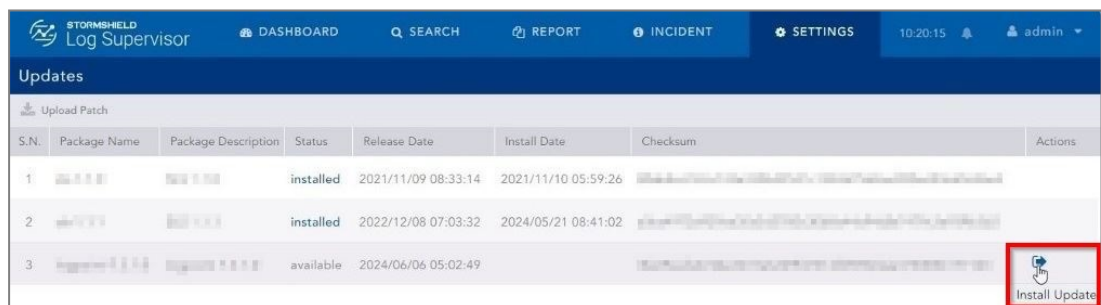 STORMSHIELD
Log Supervisor DASHBOARD SEARCH REPORT INCIDENT SETTINGS 10:20:15 admin
Updates
Upload Patch
S.N. Package Name Package Description Status Release Date Install Date Checksum Actions
1 installed 2021/11/09 08:33:14 2021/11/10 05:59:26
2 installed 2022/12/08 07:03:32 2024/05/21 08:41:02
3 available 2024/06/06 05:02:49
Install Update